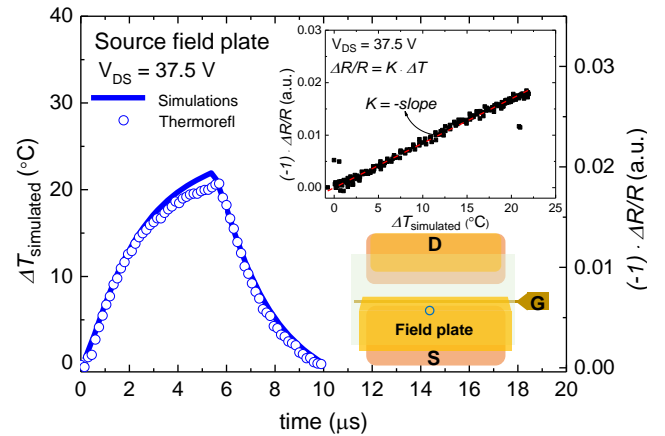 Source field plate
V_DS = 37.5 V
Simulations
Thermorefl
ΔT_simulated (°C)
40
30
20
10
0
0 2 4 6 8 10 12 14 16 18 20
time (μs)
0.03
0.02
0.01
0.00
(-1) · ΔR/R (a.u.)
V_DS = 37.5 V
ΔR/R = K · ΔT
K = -slope
(-1) · ΔR/R (a.u.)
0.03
0.02
0.01
0.00
0 5 10 15 20 25
ΔT_simulated (°C)
D
G
Field plate
S